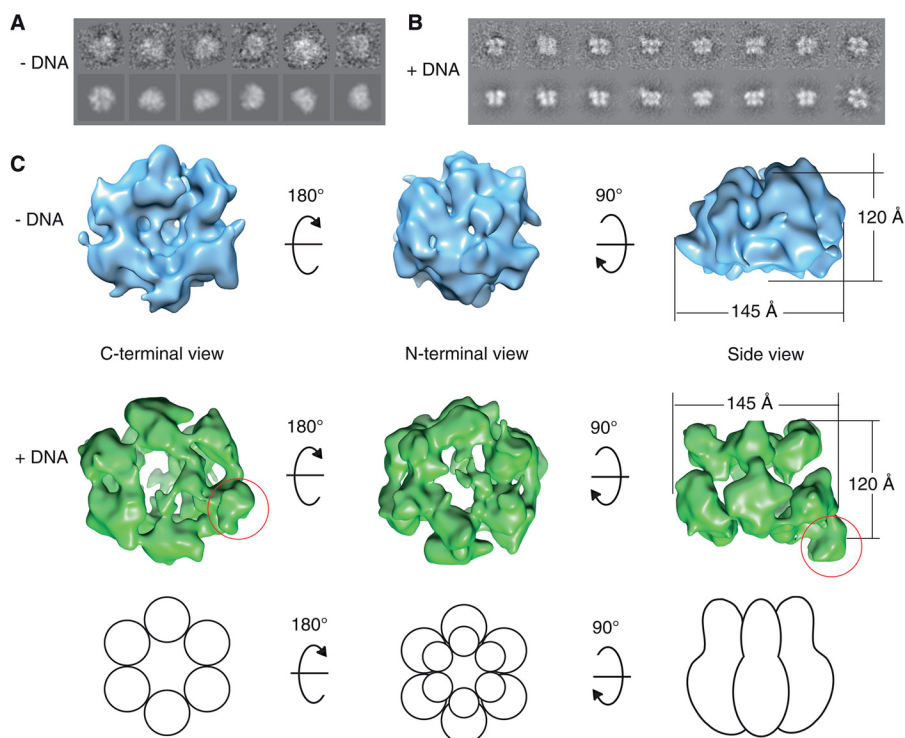 A
B
- DNA
+ DNA
C
- DNA
180°
90°
120 Å
145 Å
C-terminal view
N-terminal view
Side view
+ DNA
180°
90°
145 Å
120 Å
180°
90°